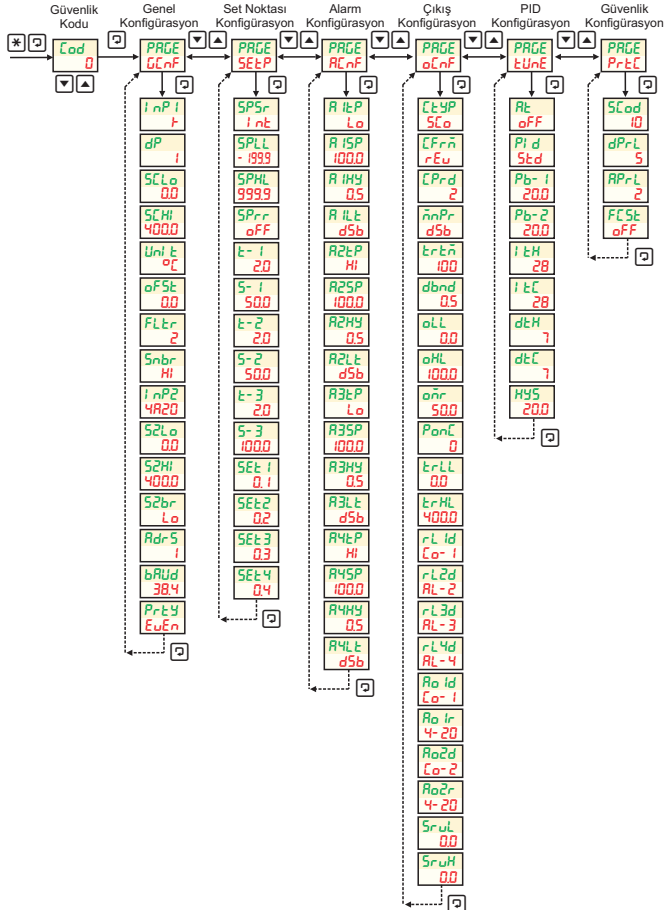 Güvenlik Kodu
Genel Konfigürasyon
Set Noktası Konfigürasyon
Alarm Konfigürasyon
Çıkış Konfigürasyon
PID Konfigürasyon
Güvenlik Konfigürasyon
Cod
0
PAGE
GCnF
PAGE
SEtP
PAGE
ACnF
PAGE
oCnF
PAGE
tUnE
PAGE
PrtC
InP1
dP
1
SCLo
0.0
SCHI
400.0
Unit
°C
oFSt
0.0
FLtr
2
Snbr
HI
InP2
4A20
S2Lo
0.0
S2HI
400.0
S2br
Lo
AdrS
1
bAUd
38.4
PrtY
EvEn
SPSr
Int
SPLL
-199.9
SPHL
999.9
SPrr
oFF
t-1
2.0
S-1
50.0
t-2
2.0
S-2
50.0
t-3
2.0
S-3
100.0
SEt1
0.1
SEt2
0.2
SEt3
0.3
SEt4
0.4
A1tP
Lo
A1SP
100.0
A1HY
0.5
A1Lt
dSb
A2tP
HI
A2SP
100.0
A2HY
0.5
A2Lt
dSb
A3tP
Lo
A3SP
100.0
A3HY
0.5
A3Lt
dSb
A4tP
HI
A4SP
100.0
A4HY
0.5
A4Lt
dSb
CtYP
SCo
CFrm
rEv
CPrd
2
mnPr
dSb
trtm
100
dbnd
0.5
oLL
0.0
oHL
100.0
omr
50.0
PonC
0
trLL
0.0
trHL
400.0
rL1d
Co-1
rL2d
AL-2
rL3d
AL-3
rL4d
AL-4
Ao1d
Co-1
Ao1r
4-20
Ao2d
Co-2
Ao2r
4-20
SrvL
0.0
SrvH
0.0
At
oFF
PId
Std
Pb-1
20.0
Pb-2
20.0
ItH
28
ItC
28
dtH
7
dtC
7
HYS
20.0
SCod
10
dPrL
5
APrL
2
FCSt
oFF